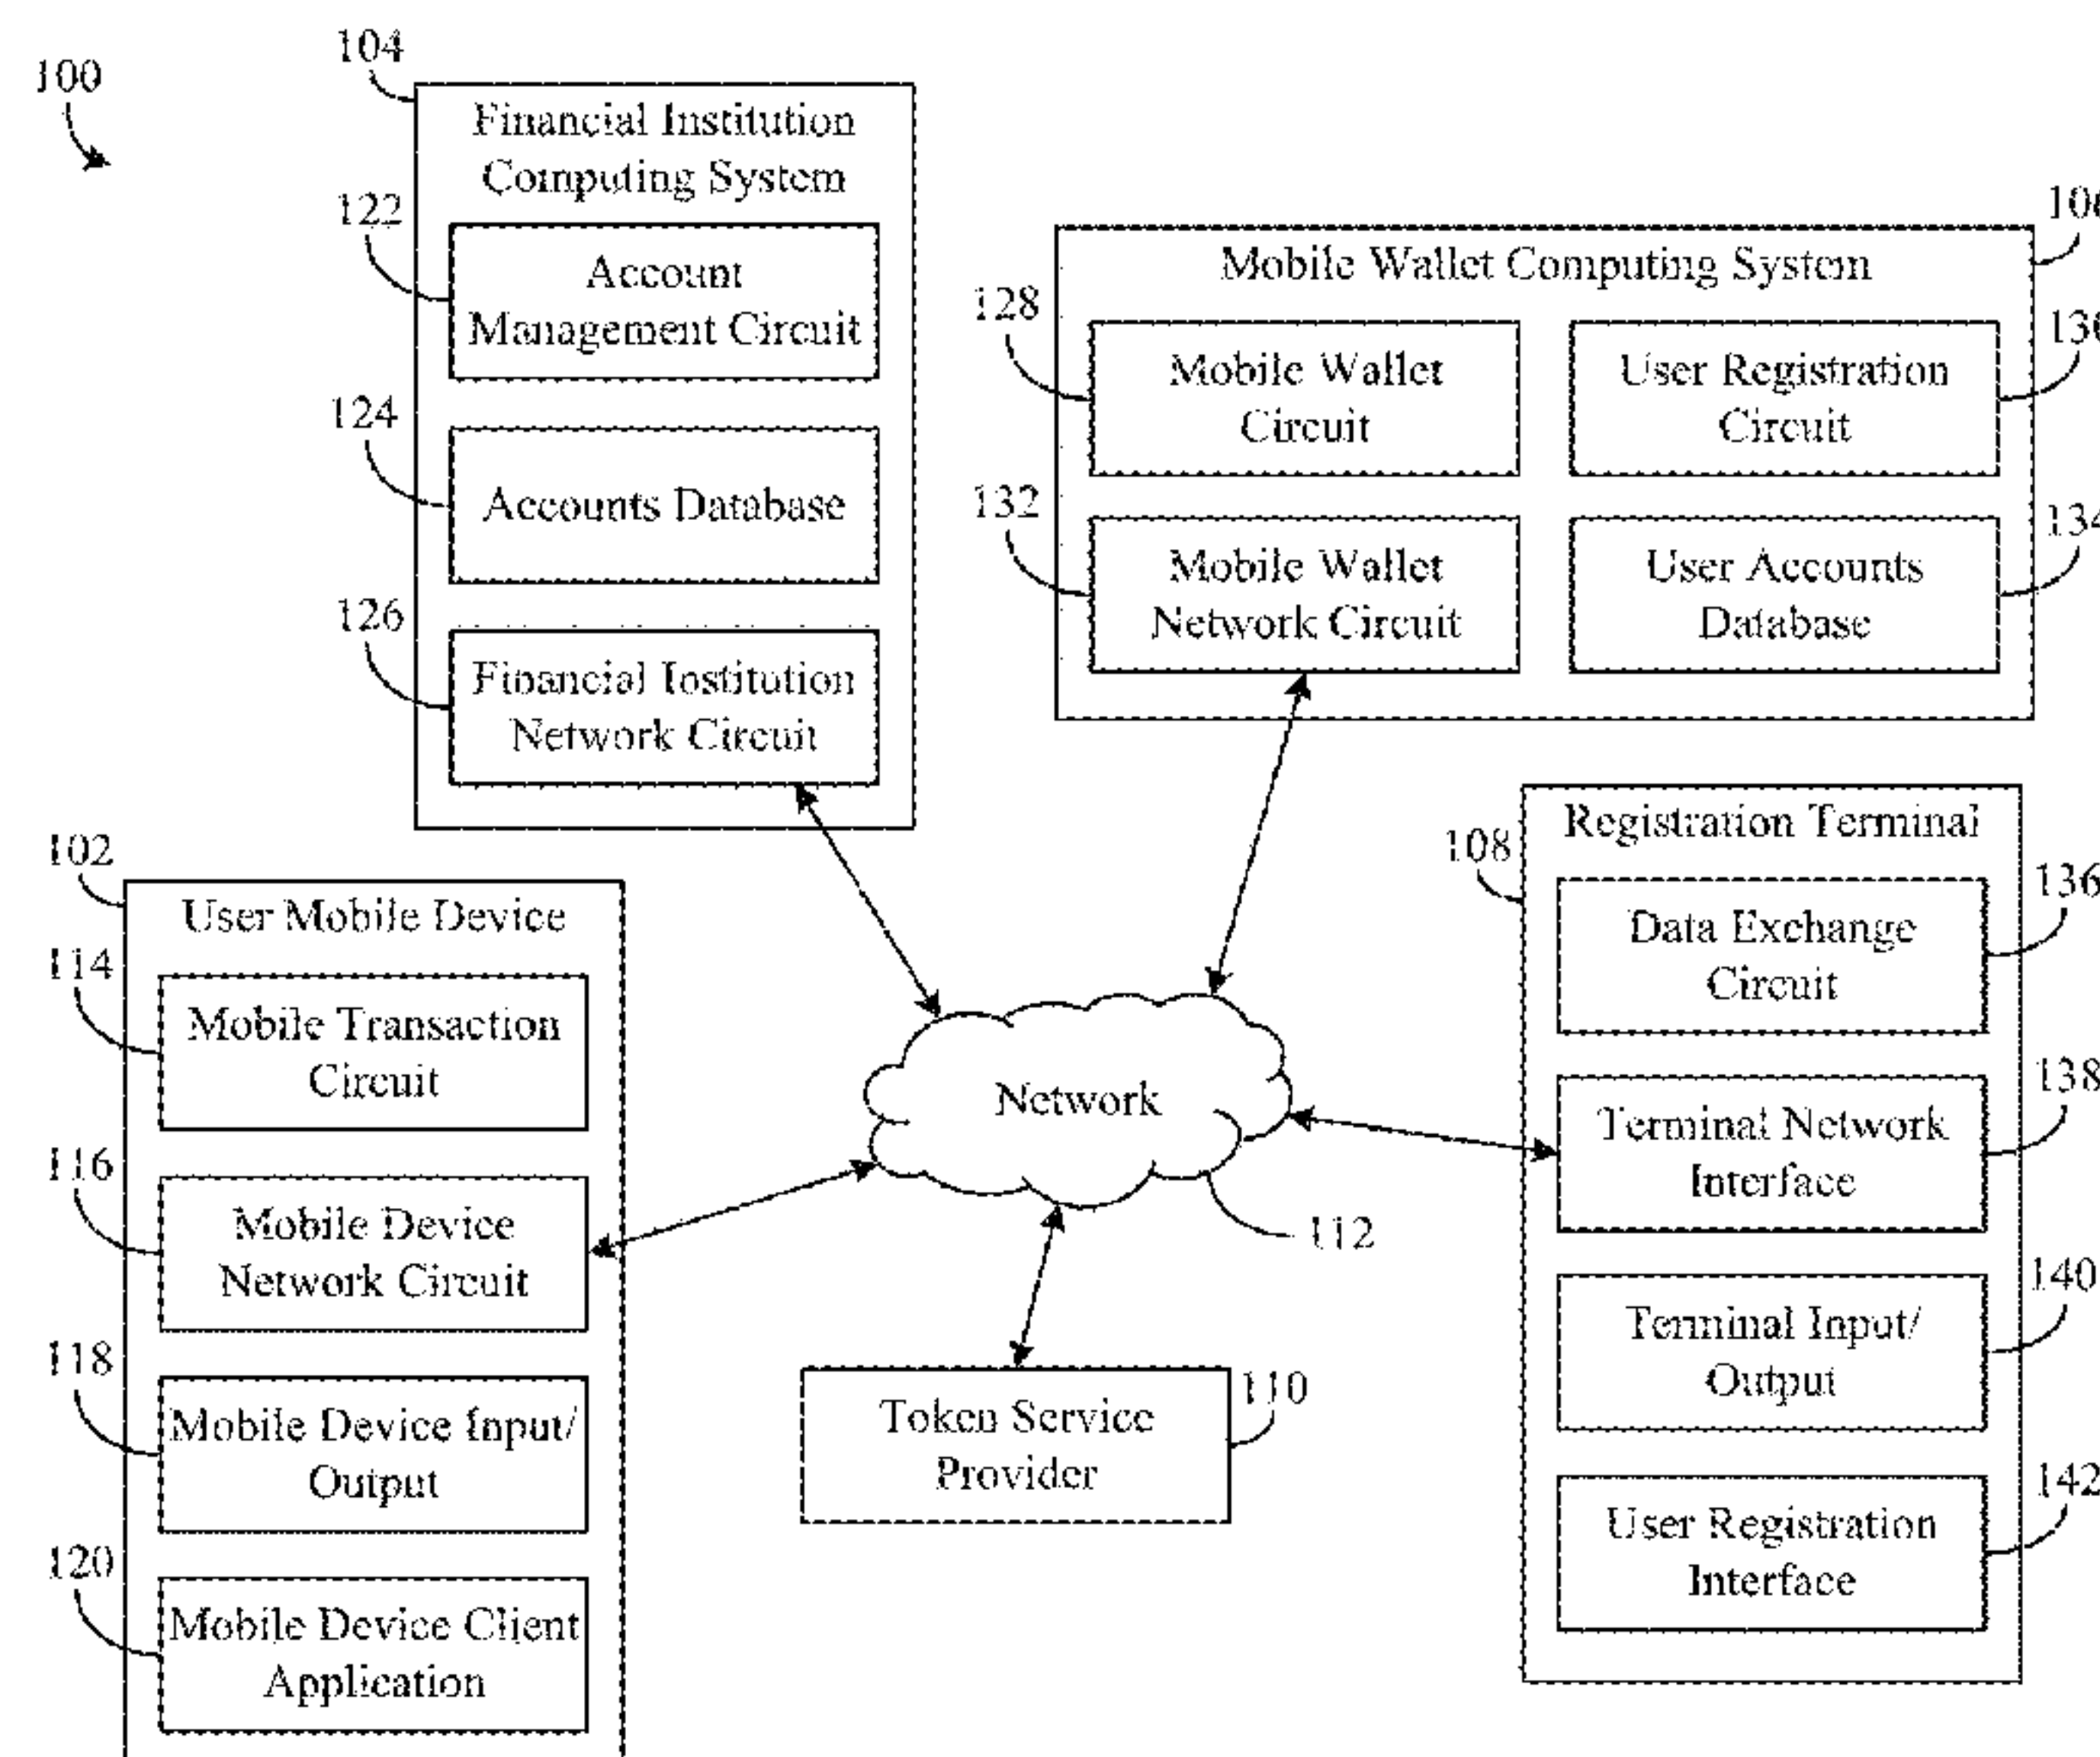 100
104
Financial Institution
Computing System
122
Account
Management Circuit
124
Accounts Database
126
Financial Institution
Network Circuit
106
Mobile Wallet Computing System
128
Mobile Wallet
Circuit
130
User Registration
Circuit
132
Mobile Wallet
Network Circuit
134
User Accounts
Database
102
User Mobile Device
114
Mobile Transaction
Circuit
116
Mobile Device
Network Circuit
118
Mobile Device Input/
Output
120
Mobile Device Client
Application
Network
112
110
Token Service
Provider
108
Registration Terminal
136
Data Exchange
Circuit
138
Terminal Network
Interface
140
Terminal Input/
Output
142
User Registration
Interface